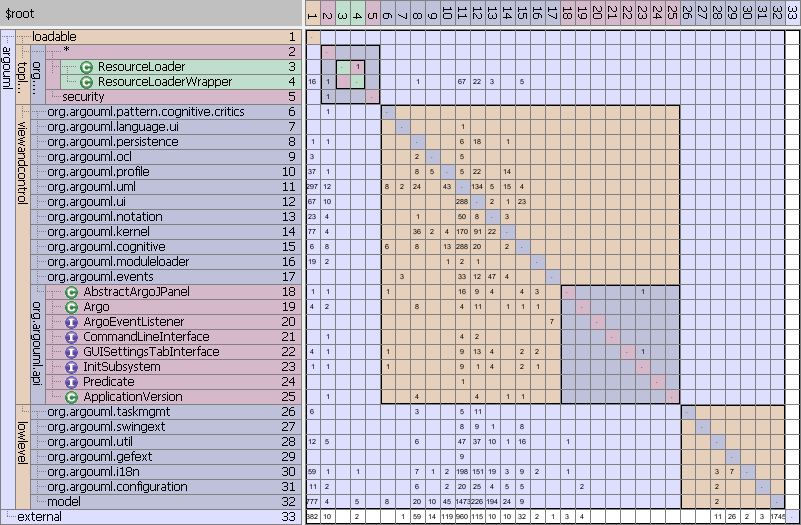 $root 1 2 3 4 5 6 7 8 9 10 11 12 13 14 15 16 17 18 19 20 21 22 23 24 25 26 27 28 29 30 31 32 33
argouml
loadable 1 -
topl...
org...
* 2 -
ResourceLoader 3 - 1
ResourceLoaderWrapper 4 16 1 - 1 67 22 3 5
security 5 1 -
viewandcontrol
org.argouml.pattern.cognitive.critics 6 1 -
org.argouml.language.ui 7 - 1
org.argouml.persistence 8 1 1 - 6 18 1
org.argouml.ocl 9 3 2 - 5 2 2
org.argouml.profile 10 37 1 8 5 - 5 22 14
org.argouml.uml 11 297 12 8 2 24 43 - 134 5 15 4
org.argouml.ui 12 67 10 288 - 2 1 23
org.argouml.notation 13 23 4 1 50 8 - 3
org.argouml.kernel 14 77 4 36 2 4 170 91 22 -
org.argouml.cognitive 15 6 8 6 8 13 288 20 2 -
org.argouml.moduleloader 16 19 2 1 2 1 -
org.argouml.events 17 3 33 12 47 4 -
org.argouml.api
AbstractArgoJPanel 18 1 1 1 16 9 4 4 3 - 1
Argo 19 4 2 8 4 11 1 1 1 -
ArgoEventListener 20 7 -
CommandLineInterface 21 1 4 2 -
GUISettingsTabInterface 22 4 1 1 9 13 4 2 2 - 1
InitSubsystem 23 1 1 1 9 1 4 2 1 -
Predicate 24 1 -
ApplicationVersion 25 1 4 4 1 1 -
lowlevel
org.argouml.taskmgmt 26 6 3 5 11 -
org.argouml.swingext 27 8 9 1 8 -
org.argouml.util 28 12 5 6 47 37 10 1 16 1 -
org.argouml.gefext 29 9 -
org.argouml.i18n 30 59 1 4 7 1 2 198 151 19 3 9 2 1 3 7 -
org.argouml.configuration 31 11 2 6 2 20 25 4 5 5 2 2 -
model 32 777 4 5 8 20 10 45 1473 226 194 24 9 2 -
external 33 382 10 2 1 59 14 119 960 115 10 15 32 2 1 3 4 11 26 2 3 1745 -